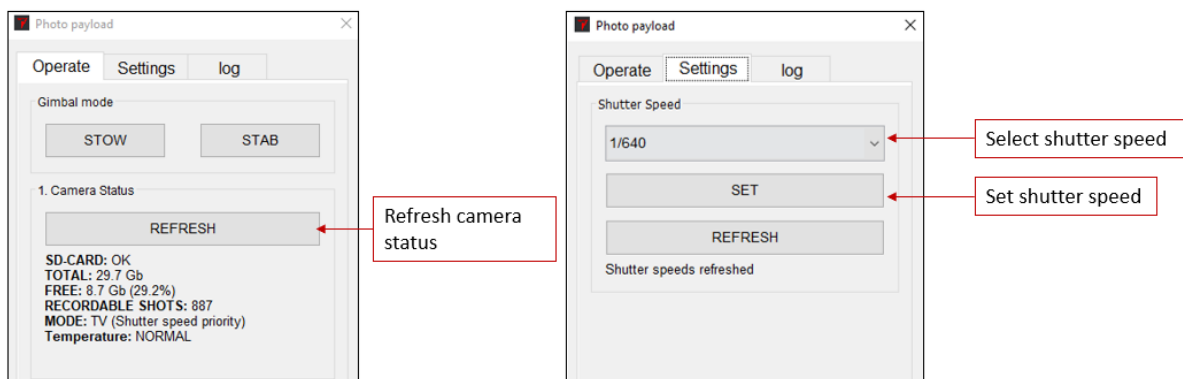 Photo payload
Operate Settings log
Gimbal mode
STOW STAB
1. Camera Status
REFRESH
SD-CARD: OK
TOTAL: 29.7 Gb
FREE: 8.7 Gb (29.2%)
RECORDABLE SHOTS: 887
MODE: TV (Shutter speed priority)
Temperature: NORMAL
Refresh camera
status
Photo payload
Operate Settings log
Shutter Speed
1/640
SET
REFRESH
Shutter speeds refreshed
Select shutter speed
Set shutter speed